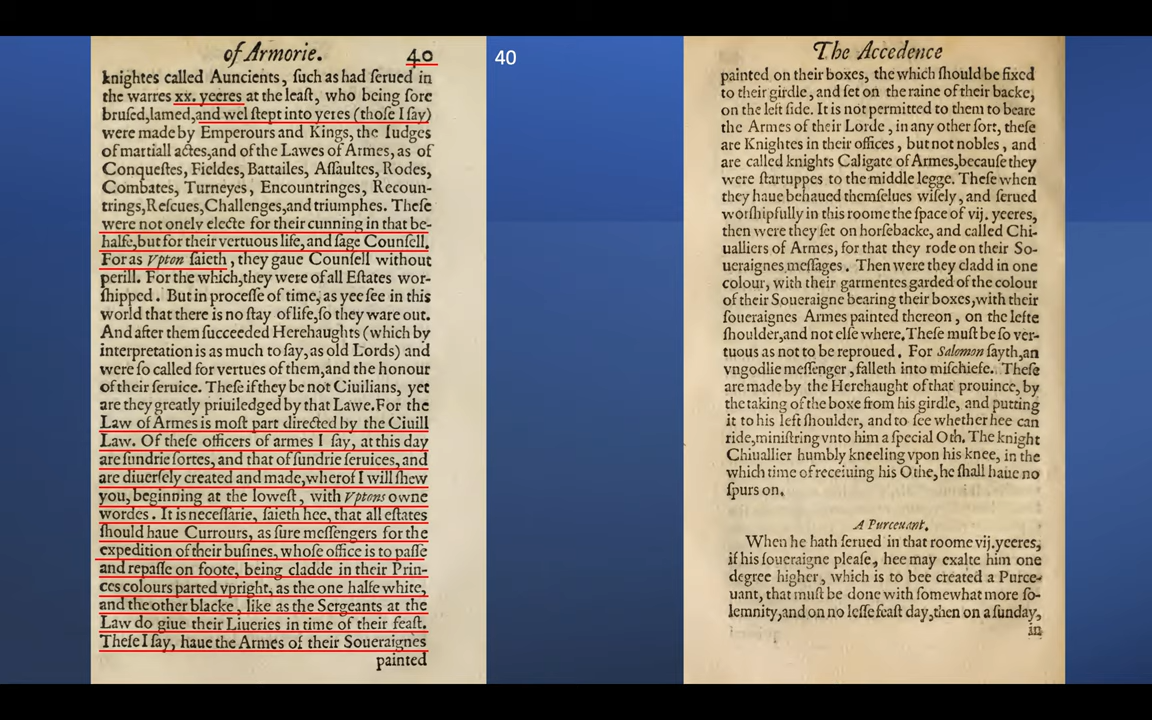 of Armorie. 40
knightes called Auncients, ſuch as had ſerued in
the warres xx. yeeres at the leaſt, who being ſore
bruſed,lamed,and wel ſtept into yeres (thoſe I ſay)
were made by Emperours and Kings, the Iudges
of martiall actes,and of the Lawes of Armes, as of
Conqueſtes, Fieldes, Battailes, Aſſaultes, Rodes,
Combates, Turneyes, Encountringes, Recoun-
trings,Reſcues,Challenges,and triumphes. Theſe
were not onely electe for their cunning in that be-
halfe,but for their vertuous life, and ſage Counſell.
For as Vpton ſaieth, they gaue Counſell without
perill. For the which,they were of all Eſtates wor-
ſhipped. But in proceſſe of time, as yee ſee in this
world that there is no ſtay of life,ſo they ware out.
And after them ſucceeded Herehaughts (which by
interpretation is as much to ſay, as old Lords) and
were ſo called for vertues of them,and the honour
of their ſeruice. Theſe if they be not Ciuilians, yet
are they greatly priuiledged by that Lawe.For the
Law of Armes is moſt part directed by the Ciuill
Law. Of theſe officers of armes I ſay, at this day
are ſundrie ſortes, and that of ſundrie ſeruices, and
are diuerſely created and made,wherof I will ſhew
you, beginning at the loweſt, with Vptons owne
wordes. It is neceſſarie, ſaieth hee, that all eſtates
ſhould haue Currours, as ſure meſſengers for the
expedition of their buſines, whoſe office is to paſſe
and repaſſe on foote, being cladde in their Prin-
ces colours parted vpright, as the one halfe white,
and the other blacke, like as the Sergeants at the
Law do giue their Liueries in time of their feaſt.
Theſe I ſay, haue the Armes of their Soueraignes
painted
40
The Accedence
painted on their boxes, the which ſhould be fixed
to their girdle, and ſet on the raine of their backe,
on the left ſide. It is not permitted to them to beare
the Armes of their Lorde, in any other ſort, theſe
are Knightes in their offices, but not nobles, and
are called knights Caligate of Armes,becauſe they
were ſtartuppes to the middle legge. Theſe when
they haue behaued themſelues wiſely, and ſerued
worſhipfully in this roome the ſpace of vij. yeeres,
then were they ſet on horſebacke, and called Chi-
ualliers of Armes, for that they rode on their So-
ueraignes meſſages. Then were they cladd in one
colour, with their garmentes garded of the colour
of their Soueraigne bearing their boxes,with their
ſoueraignes Armes painted thereon, on the lefte
ſhoulder,and not elſe where.Theſe muſt be ſo ver-
tuous as not to be reproued. For Salomon ſayth,an
vngodlie meſſenger, falleth into miſchiefe. Theſe
are made by the Herehaught of that prouince, by
the taking of the boxe from his girdle, and putting
it to his left ſhoulder, and to ſee whether hee can
ride,miniſtring vnto him a ſpecial Oth. The knight
Chiuallier humbly kneeling vpon his knee, in the
which time of receiuing his Othe, he ſhall haue no
ſpurs on.
A Purceuant.
When he hath ſerued in that roome vij.yeeres,
if his ſoueraigne pleaſe, hee may exalte him one
degree higher, which is to bee created a Purce-
uant, that muſt be done with ſomewhat more ſo-
lemnity,and on no leſſe feaſt day,then on a ſunday,
in